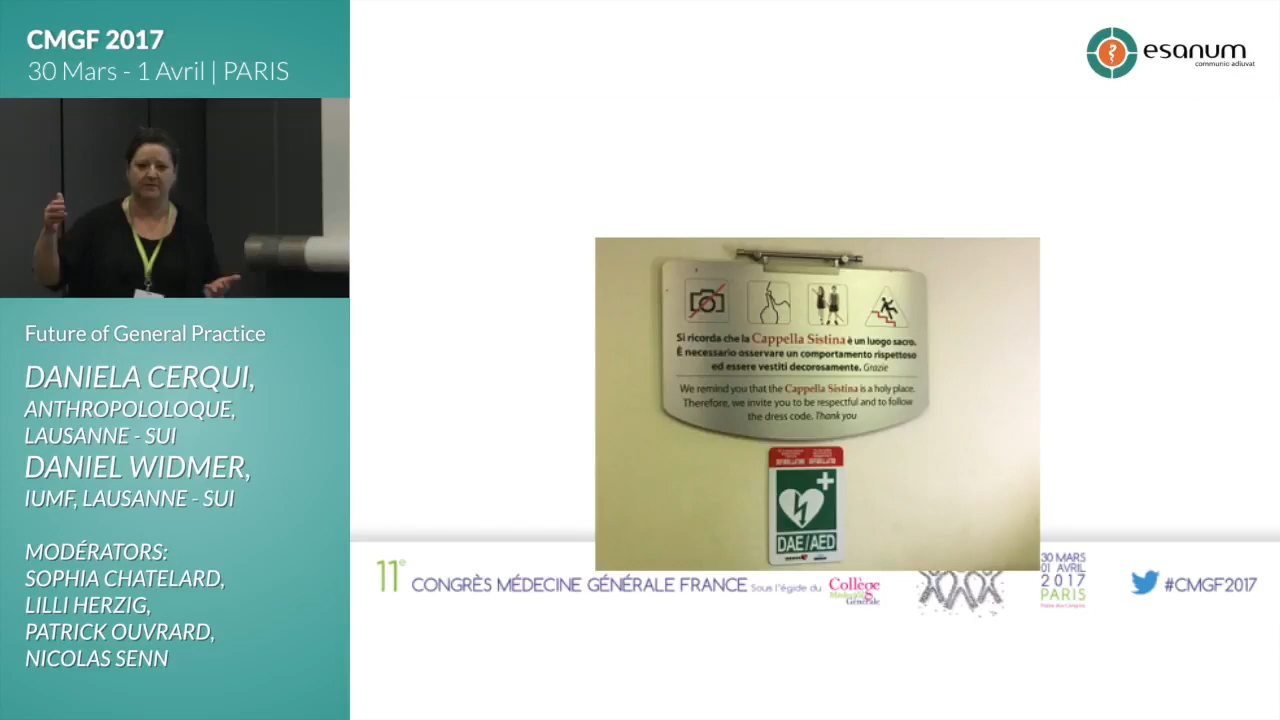 CMGF 2017
30 Mars - 1 Avril | PARIS
esanum
communio adiuvat
Future of General Practice
DANIELA CERQUI,
ANTHROPOLOLOQUE,
LAUSANNE - SUI
DANIEL WIDMER,
IUMF, LAUSANNE - SUI
MODÉRATORS:
SOPHIA CHATELARD,
LILLI HERZIG,
PATRICK OUVRARD,
NICOLAS SENN
Si ricorda che la Cappella Sistina è un luogo sacro.
È necessario osservare un comportamento rispettoso
ed essere vestiti decorosamente. Grazie
We remind you that the Cappella Sistina is a holy place.
Therefore, we invite you to be respectful and to follow
the dress code. Thank you
DAE/AED
11e CONGRÈS MÉDECINE GÉNÉRALE FRANCE Sous l'égide du
Collège
Médecine
Générale
30 MARS
01 AVRIL
2017
PARIS
Palais des Congrès
#CMGF2017